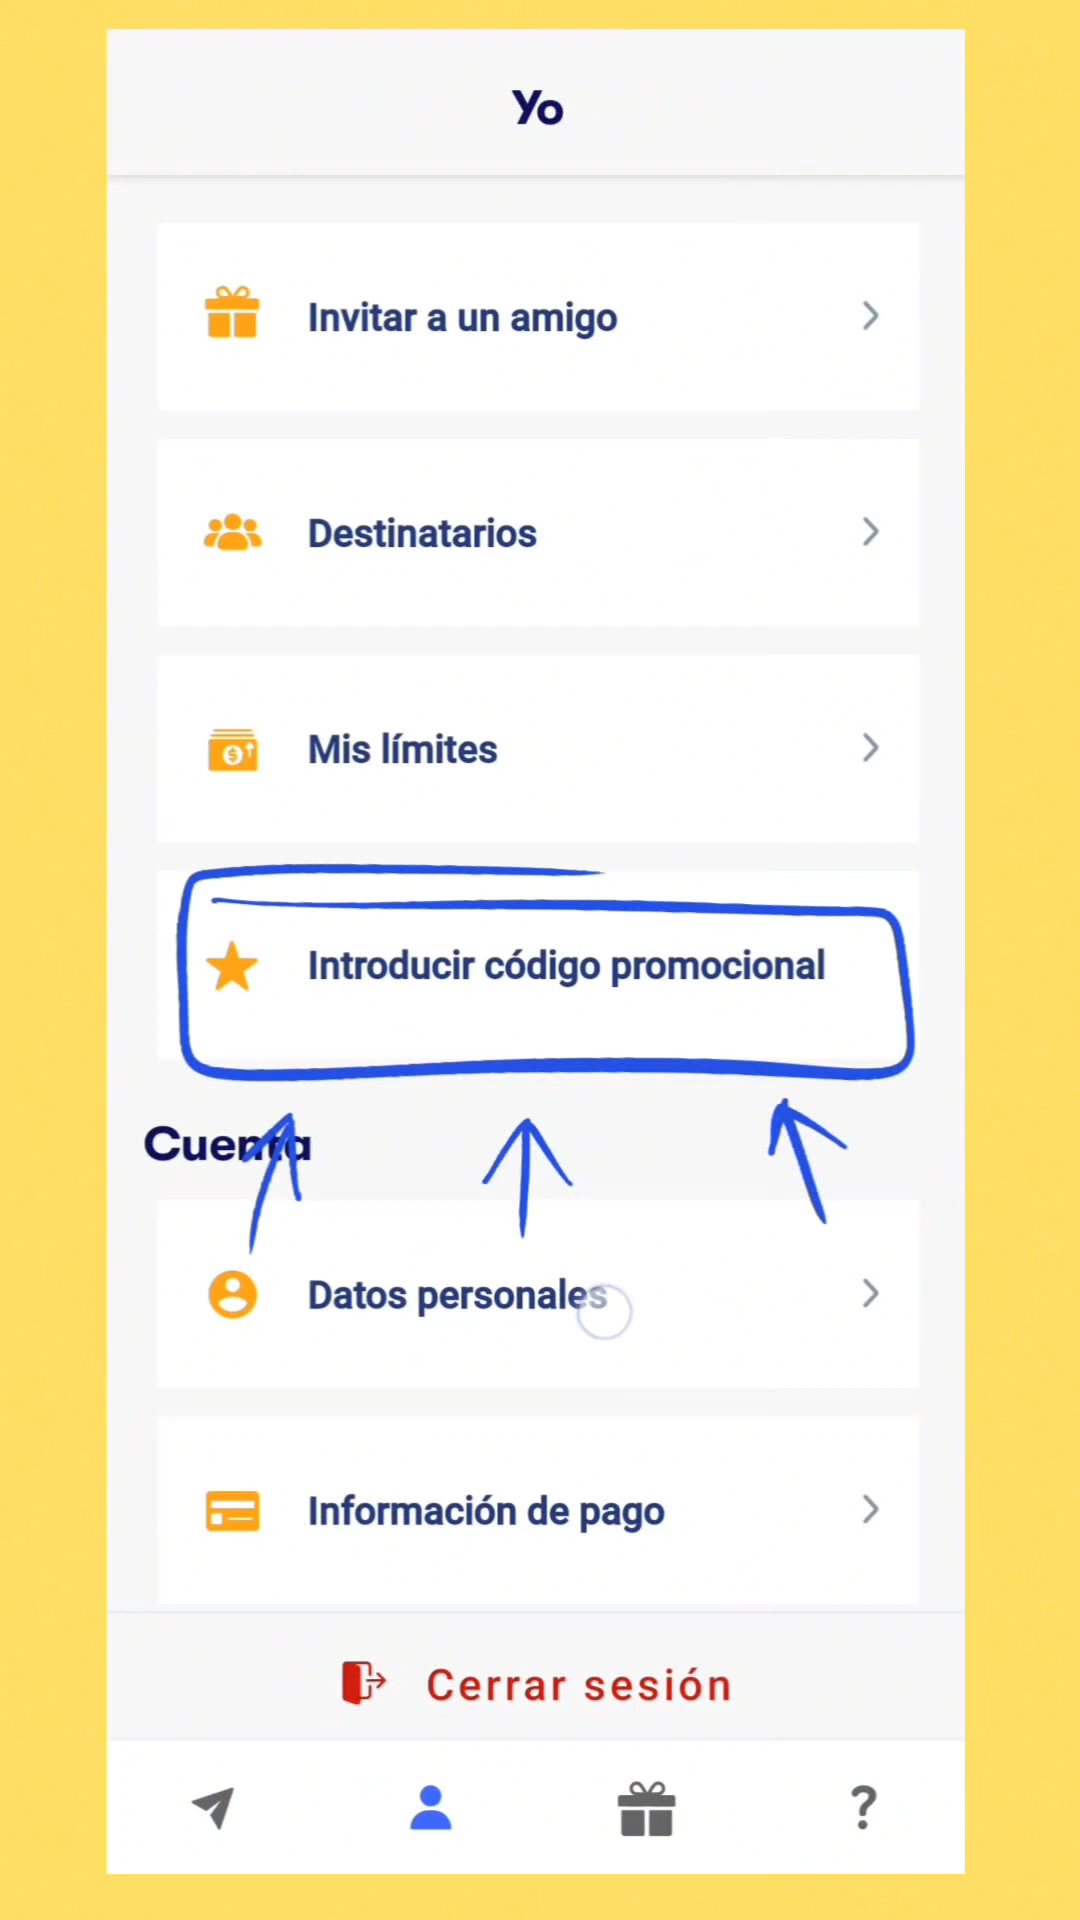 Yo
Invitar a un amigo
Destinatarios
Mis límites
Introducir código promocional
Cuenta
Datos personales
Información de pago
Cerrar sesión
?